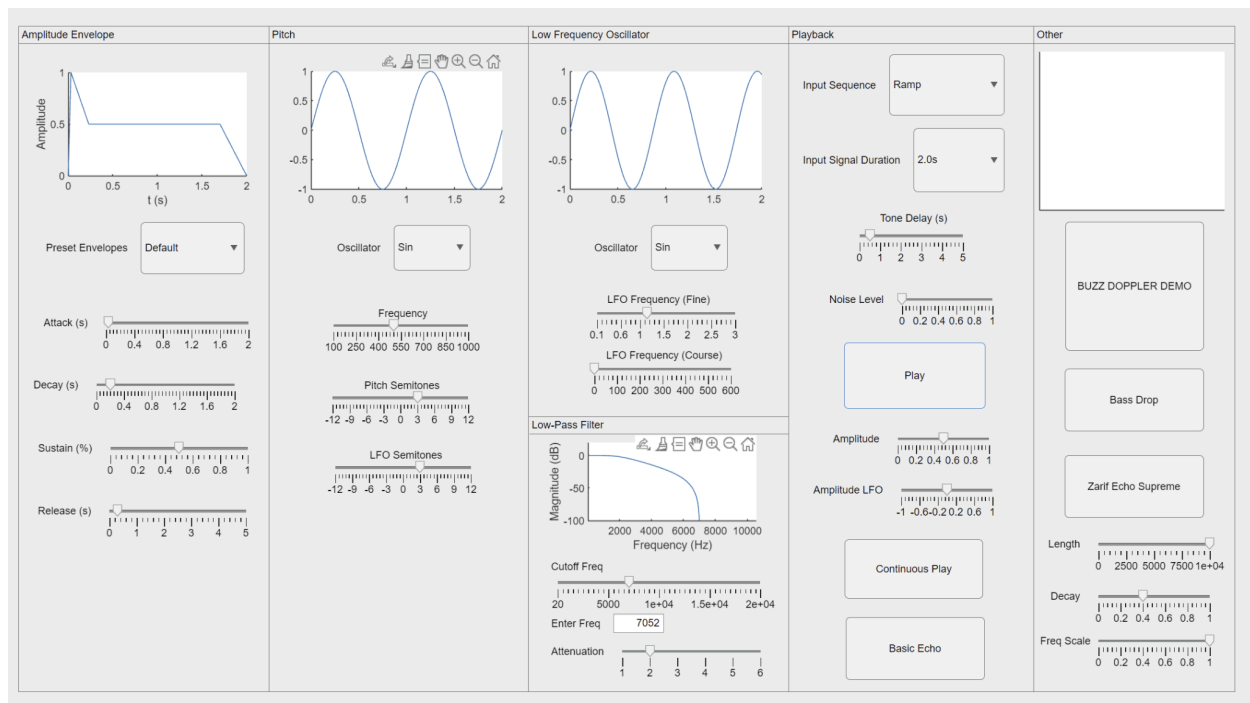 Amplitude Envelope
Amplitude
1
0.5
0
0 0.5 1 1.5 2
t (s)
Preset Envelopes Default
Attack (s)
0 0.4 0.8 1.2 1.6 2
Decay (s)
0 0.4 0.8 1.2 1.6 2
Sustain (%)
0 0.2 0.4 0.6 0.8 1
Release (s)
0 1 2 3 4 5
Pitch
1
0.5
0
-0.5
-1
0 0.5 1 1.5 2
Oscillator Sin
Frequency
100 250 400 550 700 850 1000
Pitch Semitones
-12 -9 -6 -3 0 3 6 9 12
LFO Semitones
-12 -9 -6 -3 0 3 6 9 12
Low Frequency Oscillator
1
0.5
0
-0.5
-1
0 0.5 1 1.5 2
Oscillator Sin
LFO Frequency (Fine)
0.1 0.6 1 1.5 2 2.5 3
LFO Frequency (Course)
0 100 200 300 400 500 600
Low-Pass Filter
Magnitude (dB)
0
-50
-100
2000 4000 6000 8000 10000
Frequency (Hz)
Cutoff Freq
20 5000 1e+04 1.5e+04 2e+04
Enter Freq 7052
Attenuation
1 2 3 4 5 6
Playback
Input Sequence Ramp
Input Signal Duration 2.0s
Tone Delay (s)
0 1 2 3 4 5
Noise Level
0 0.2 0.4 0.6 0.8 1
Play
Amplitude
0 0.2 0.4 0.6 0.8 1
Amplitude LFO
-1 -0.6 -0.2 0.2 0.6 1
Continuous Play
Basic Echo
Other
BUZZ DOPPLER DEMO
Bass Drop
Zarif Echo Supreme
Length
0 2500 5000 7500 1e+04
Decay
0 0.2 0.4 0.6 0.8 1
Freq Scale
0 0.2 0.4 0.6 0.8 1